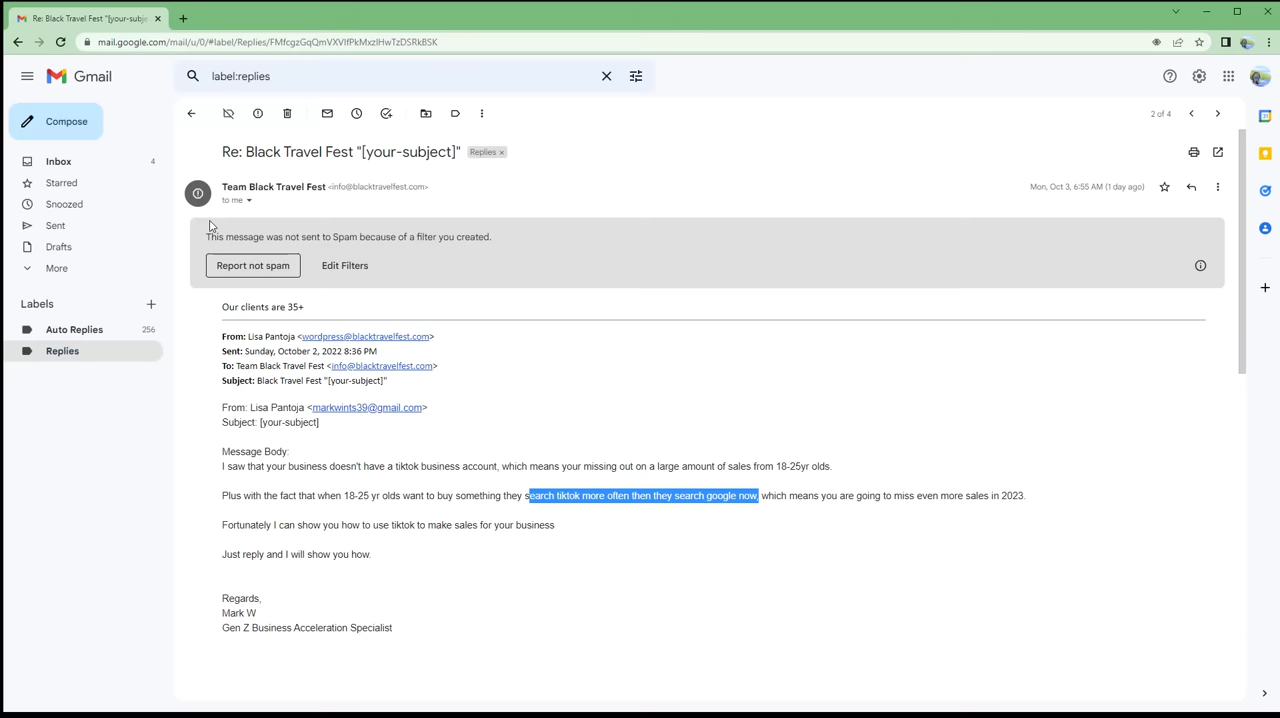 Re: Black Travel Fest "[your-subje
mail.google.com/mail/u/0/#label/Replies/FMfcgzGqQmVXVlfPkMxzlHwTzDSRkBSK
Gmail
label:replies
Compose
2 of 4
Inbox 4
Starred
Snoozed
Sent
Drafts
More
Labels
Auto Replies 256
Replies
Re: Black Travel Fest "[your-subject]" Replies x
Team Black Travel Fest <info@blacktravelfest.com>
Mon, Oct 3, 6:55 AM (1 day ago)
to me
This message was not sent to Spam because of a filter you created.
Report not spam Edit Filters
Our clients are 35+
From: Lisa Pantoja <wordpress@blacktravelfest.com>
Sent: Sunday, October 2, 2022 8:36 PM
To: Team Black Travel Fest <info@blacktravelfest.com>
Subject: Black Travel Fest "[your-subject]"
From: Lisa Pantoja <markwints39@gmail.com>
Subject: [your-subject]
Message Body:
I saw that your business doesn't have a tiktok business account, which means your missing out on a large amount of sales from 18-25yr olds.
Plus with the fact that when 18-25 yr olds want to buy something they search tiktok more often then they search google now, which means you are going to miss even more sales in 2023.
Fortunately I can show you how to use tiktok to make sales for your business
Just reply and I will show you how.
Regards,
Mark W
Gen Z Business Acceleration Specialist